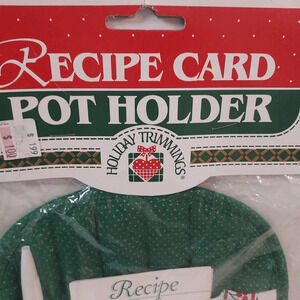 RECIPE CARD
POT HOLDER
HOLIDAY TRIMMINGS®
Recipe